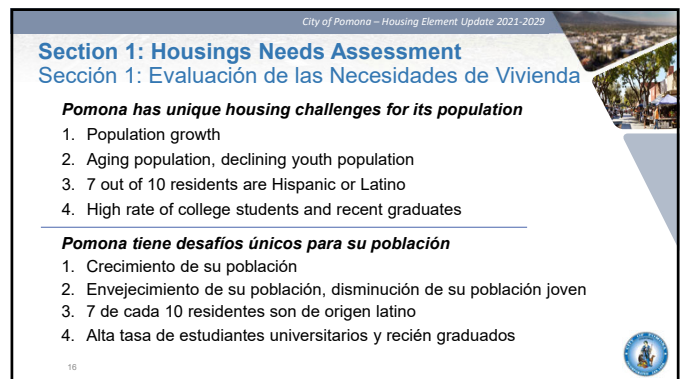 City of Pomona – Housing Element Update 2021-2029
Section 1: Housings Needs Assessment
Sección 1: Evaluación de las Necesidades de Vivienda
Pomona has unique housing challenges for its population
1. Population growth
2. Aging population, declining youth population
3. 7 out of 10 residents are Hispanic or Latino
4. High rate of college students and recent graduates
Pomona tiene desafíos únicos para su población
1. Crecimiento de su población
2. Envejecimiento de su población, disminución de su población joven
3. 7 de cada 10 residentes son de origen latino
4. Alta tasa de estudiantes universitarios y recién graduados
16
CITY OF POMONA